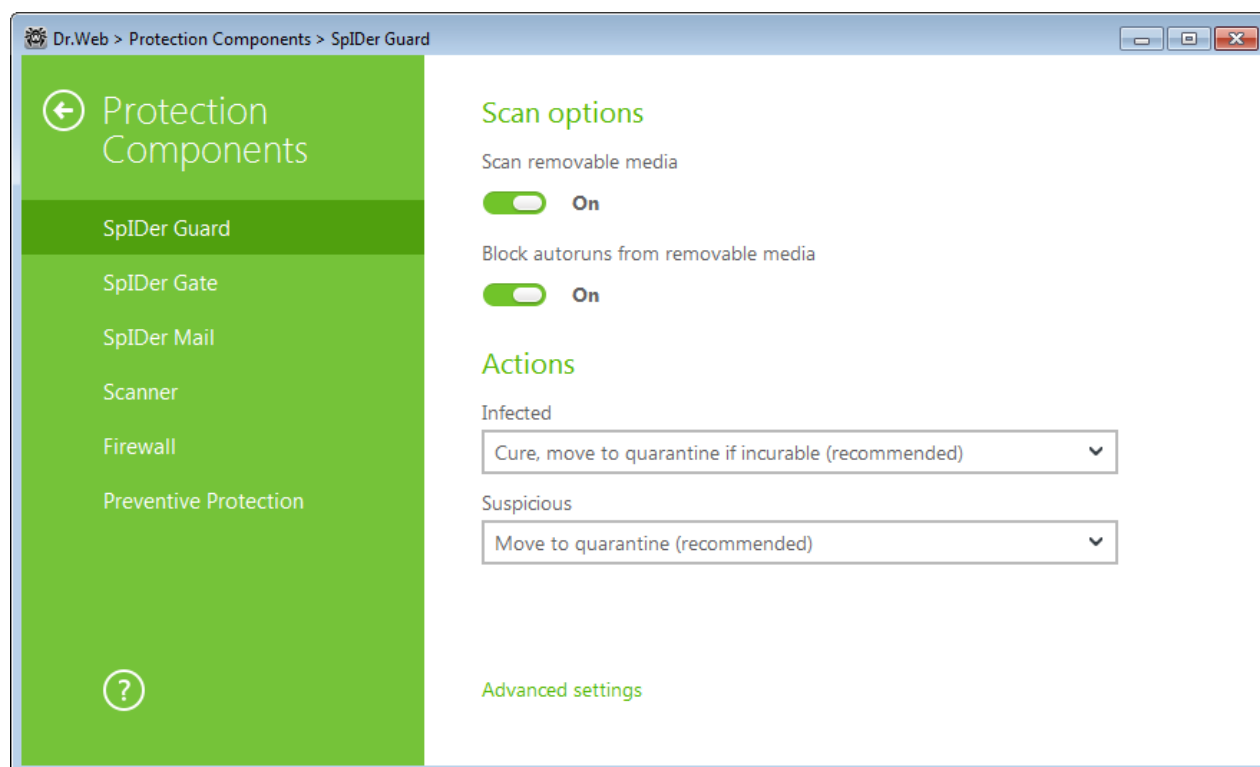 Dr.Web > Protection Components > SpIDer Guard
Protection
Components
SpIDer Guard
SpIDer Gate
SpIDer Mail
Scanner
Firewall
Preventive Protection
?
Scan options
Scan removable media
On
Block autoruns from removable media
On
Actions
Infected
Cure, move to quarantine if incurable (recommended)
Suspicious
Move to quarantine (recommended)
Advanced settings